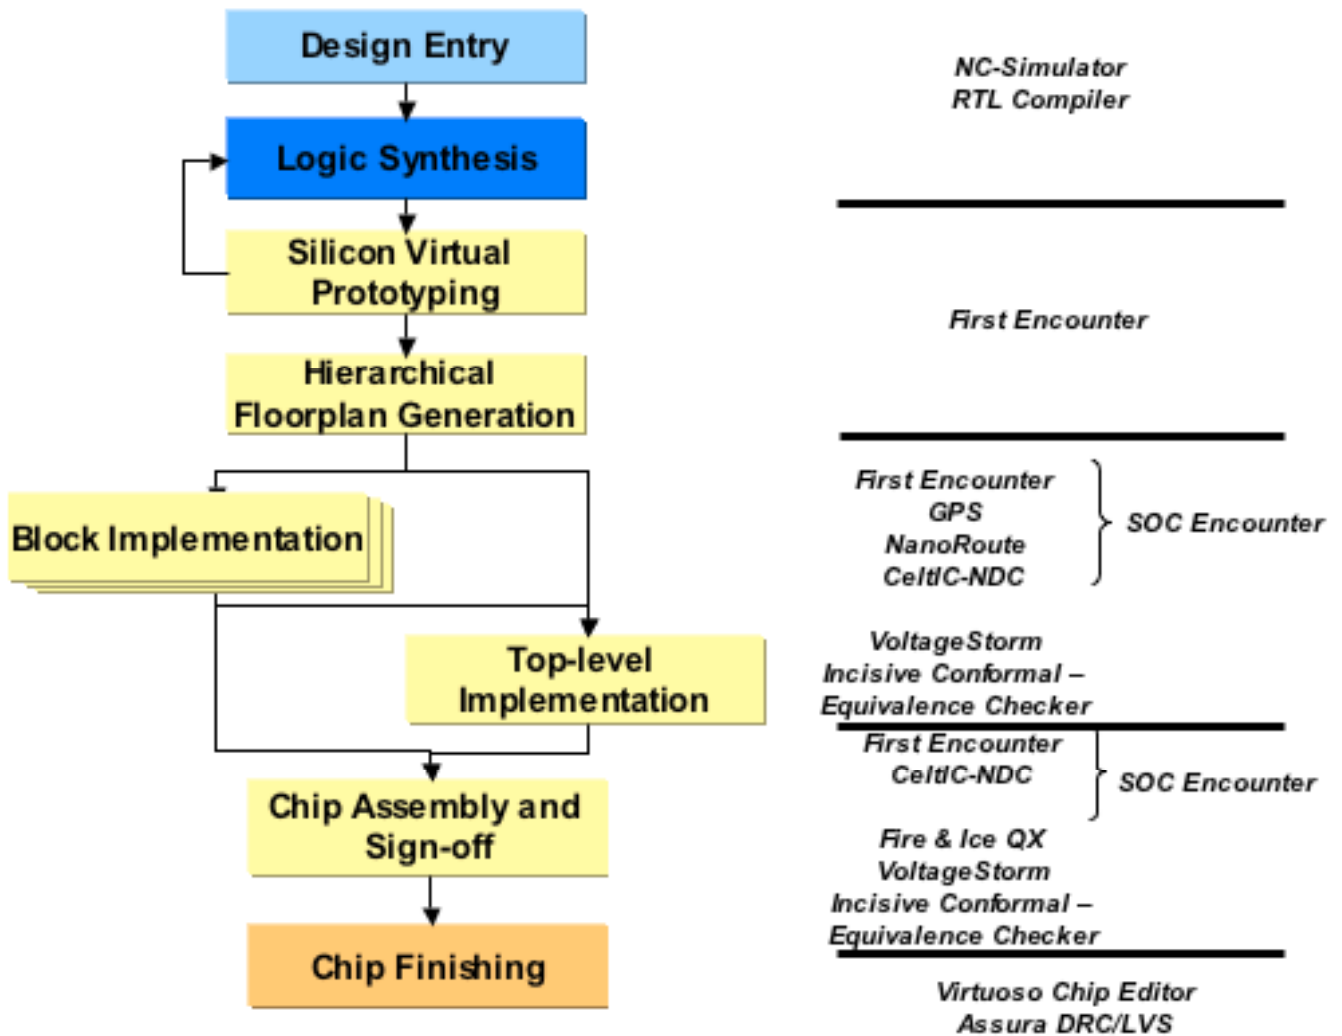 Design Entry
Logic Synthesis
Silicon Virtual
Prototyping
Hierarchical
Floorplan Generation
Block Implementation
Top-level
Implementation
Chip Assembly and
Sign-off
Chip Finishing
NC-Simulator
RTL Compiler
First Encounter
First Encounter
GPS
NanoRoute
CeltIC-NDC
SOC Encounter
VoltageStorm
Incisive Conformal –
Equivalence Checker
First Encounter
CeltIC-NDC
SOC Encounter
Fire & Ice QX
VoltageStorm
Incisive Conformal –
Equivalence Checker
Virtuoso Chip Editor
Assura DRC/LVS